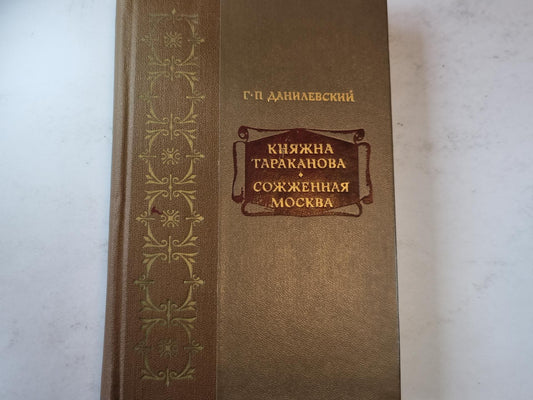 Г·П ДАНИЛЕВСКИЙ
КНЯЖНА
ТАРАКАНОВА
•
СОЖЖЕННАЯ
МОСКВА